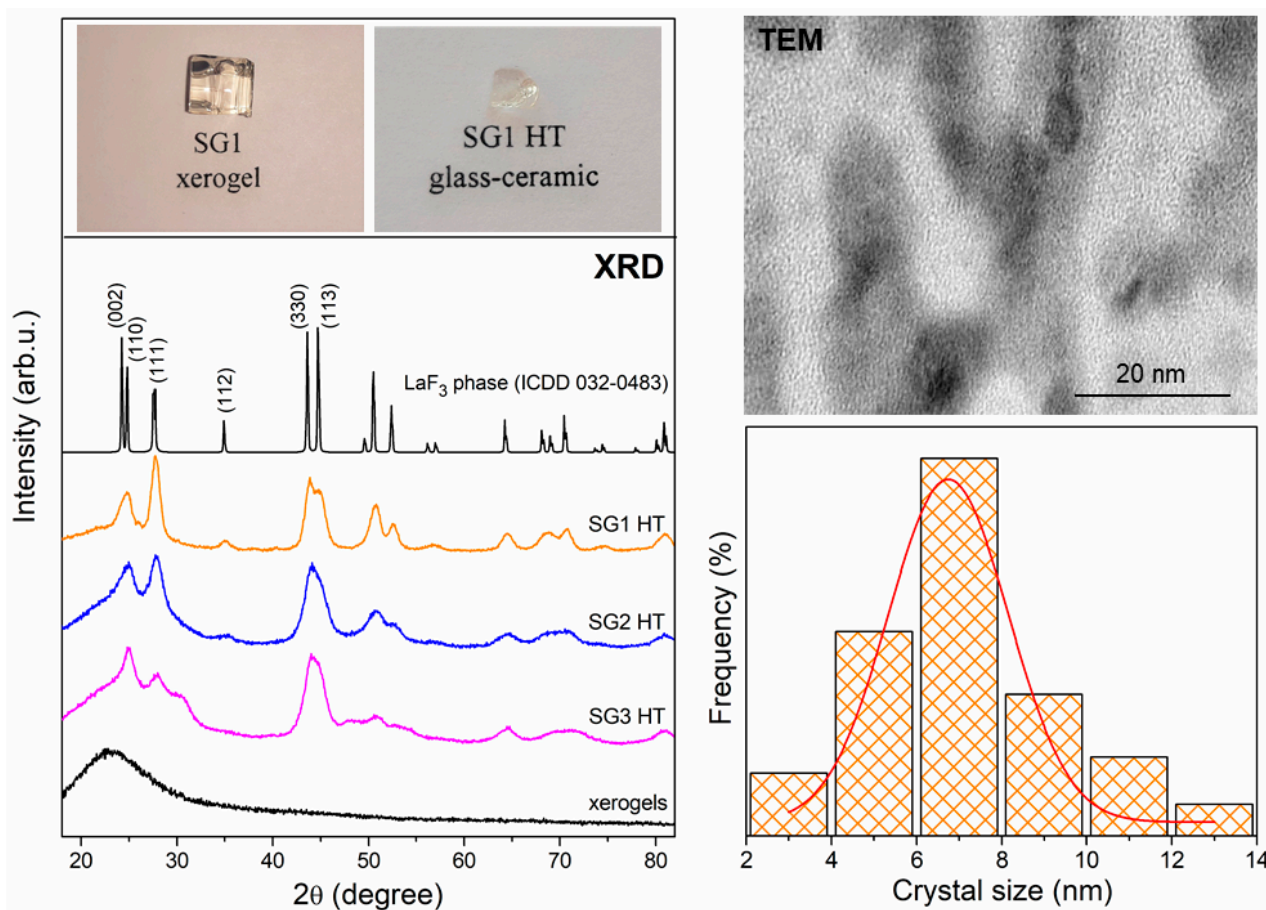 SG1
xerogel
SG1 HT
glass-ceramic
XRD
(002)
(110)
(111)
(112)
(330)
(113)
LaF₃ phase (ICDD 032-0483)
SG1 HT
SG2 HT
SG3 HT
xerogels
Intensity (arb.u.)
20 30 40 50 60 70 80
2θ (degree)
TEM
20 nm
Frequency (%)
2 4 6 8 10 12 14
Crystal size (nm)